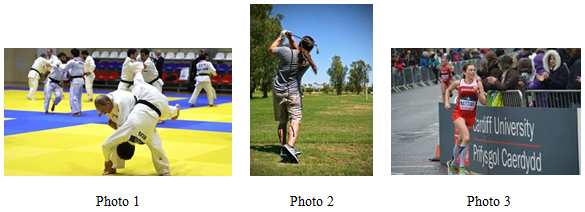 Cardiff University
Prifysgol Caerdydd
Photo 1
Photo 2
Photo 3